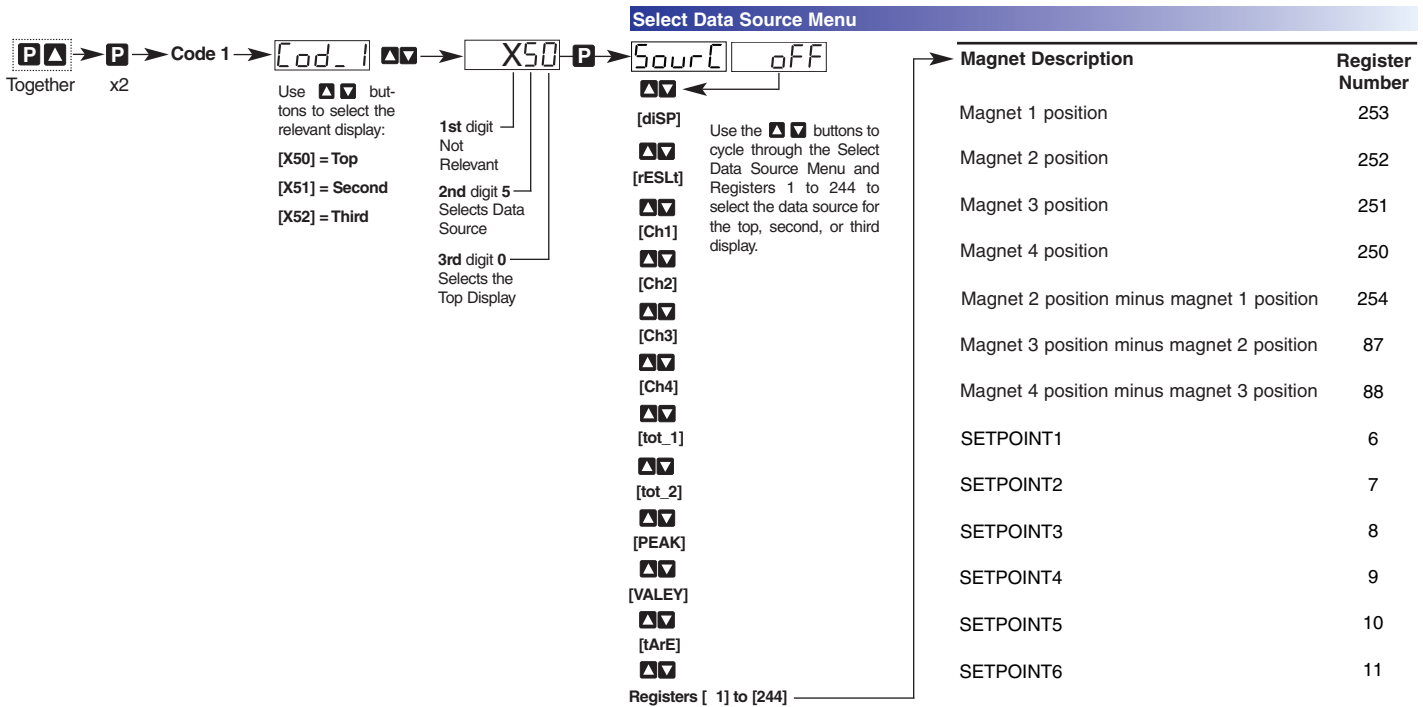 Select Data Source Menu
P P Code 1 Cod_1 X50 P SourC oFF
Together x2
Use but-
tons to select the
relevant display:
[X50] = Top
[X51] = Second
[X52] = Third
1st digit
Not
Relevant
2nd digit 5
Selects Data
Source
3rd digit 0
Selects the
Top Display
[diSP]
[rESLt]
[Ch1]
[Ch2]
[Ch3]
[Ch4]
[tot_1]
[tot_2]
[PEAK]
[VALEY]
[tArE]
Registers [ 1] to [244]
Use the buttons to
cycle through the Select
Data Source Menu and
Registers 1 to 244 to
select the data source for
the top, second, or third
display.
Magnet Description Register
Number
Magnet 1 position 253
Magnet 2 position 252
Magnet 3 position 251
Magnet 4 position 250
Magnet 2 position minus magnet 1 position 254
Magnet 3 position minus magnet 2 position 87
Magnet 4 position minus magnet 3 position 88
SETPOINT1 6
SETPOINT2 7
SETPOINT3 8
SETPOINT4 9
SETPOINT5 10
SETPOINT6 11